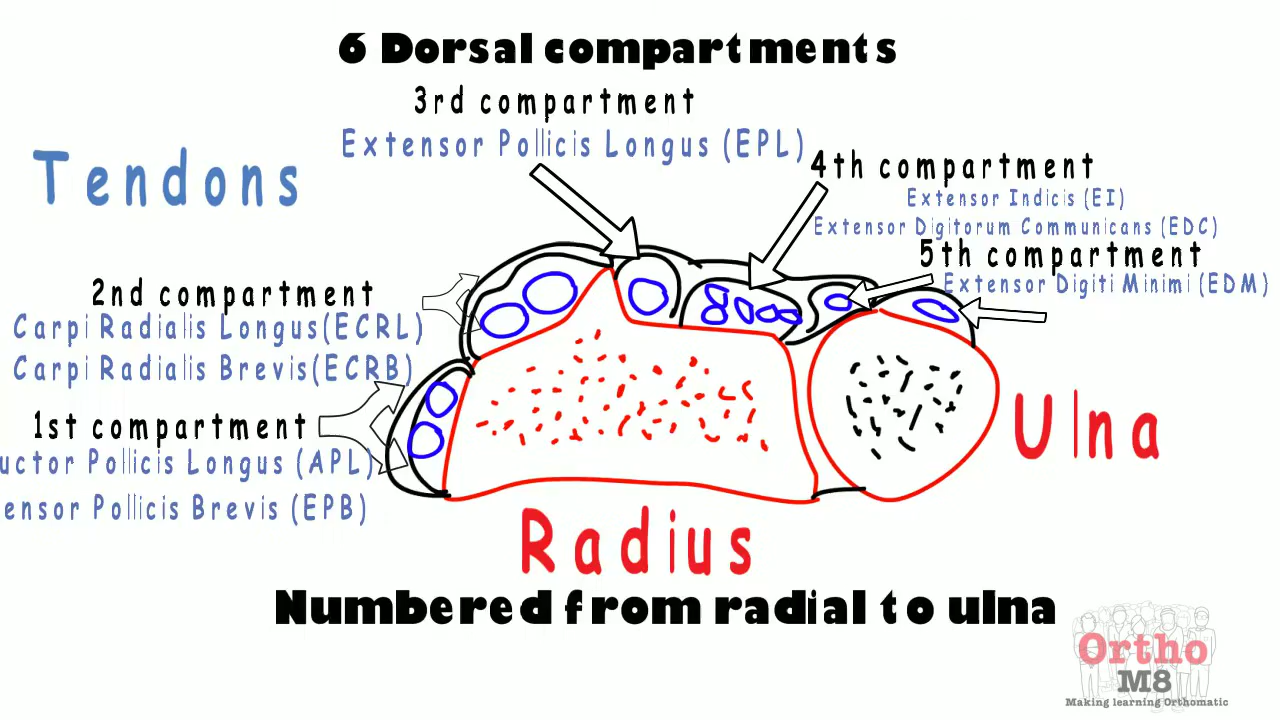 6 Dorsal compartments
3rd compartment
Extensor Pollicis Longus (EPL)
Tendons
4th compartment
Extensor Indicis (EI)
Extensor Digitorum Communicans (EDC)
5th compartment
Extensor Digiti Minimi (EDM)
2nd compartment
Carpi Radialis Longus(ECRL)
Carpi Radialis Brevis(ECRB)
1st compartment
uctor Pollicis Longus (APL)
ensor Pollicis Brevis (EPB)
Ulna
Radius
Numbered from radial to ulna
Ortho
M8
Making learning Orthomatic